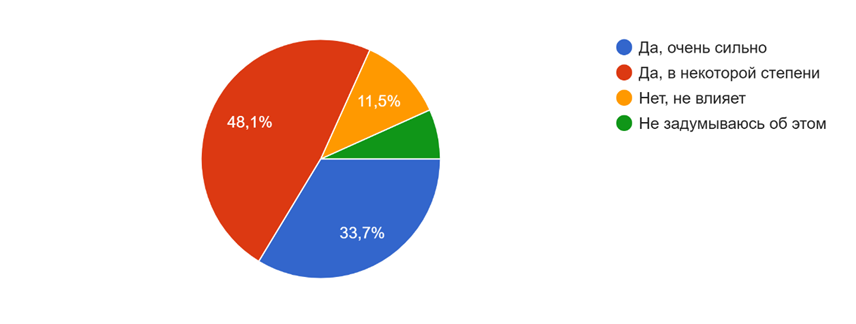 48,1%
11,5%
33,7%
Да, очень сильно
Да, в некоторой степени
Нет, не влияет
Не задумываюсь об этом